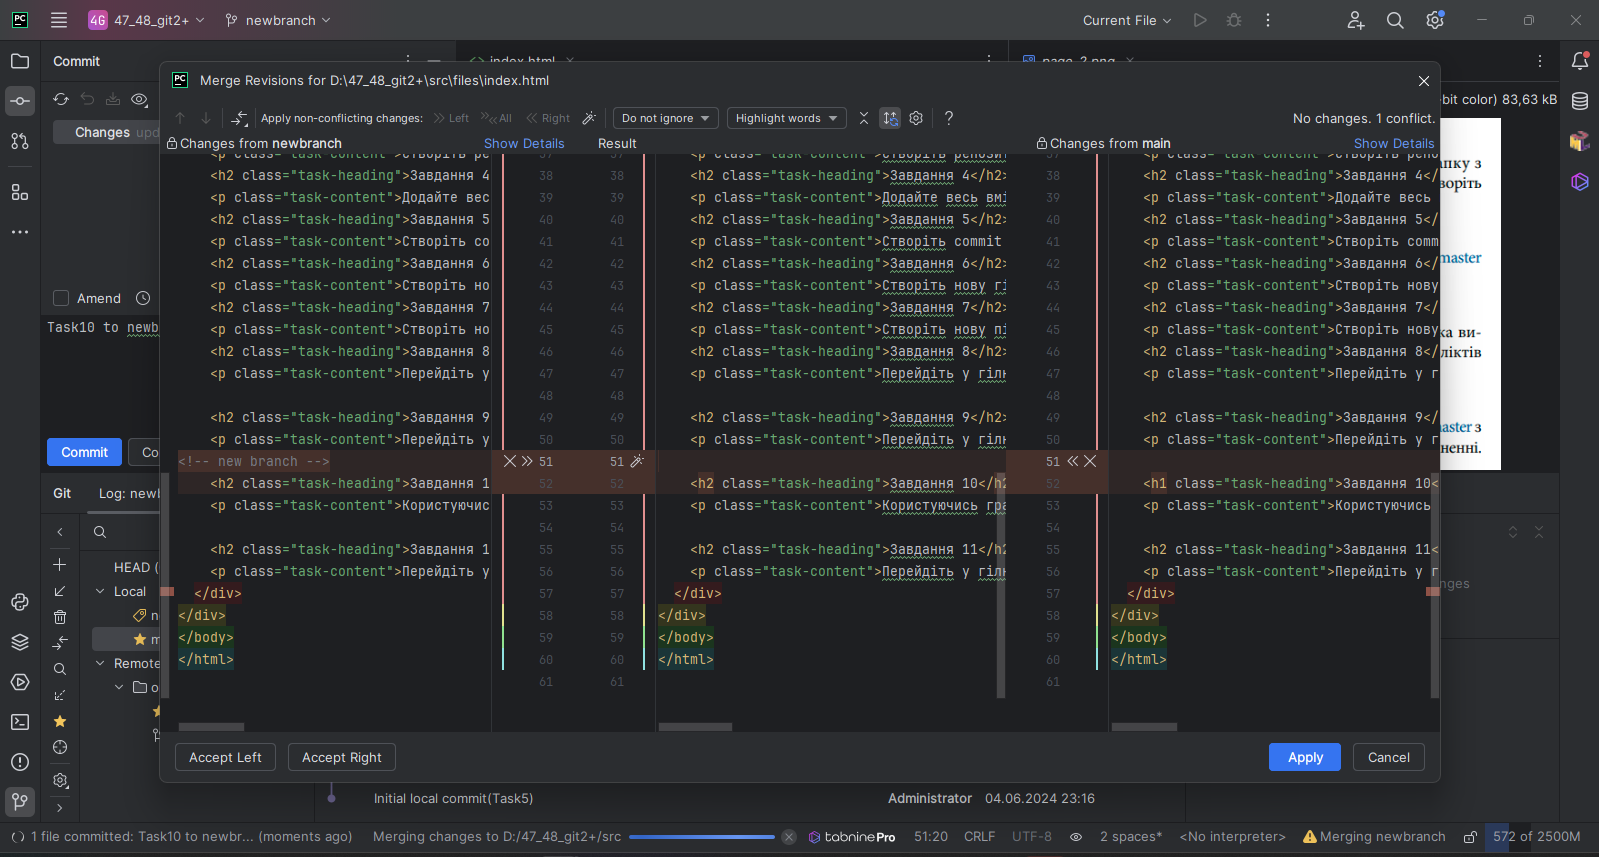 PC 4G 47_48_git2+ newbranch Current File
Commit index.html page_2.png
Merge Revisions for D:\47_48_git2+\src\files\index.html
bit color) 83,63 kB
Apply non-conflicting changes: Left All Right Do not ignore Highlight words ? No changes. 1 conflict.
Changes
Changes from newbranch Show Details Result Changes from main Show Details
38 38 38
<h2 class="task-heading">Завдання 4 <h2 class="task-heading">Завдання 4</h2> <h2 class="task-heading">Завдання 4</
39 39 39
<p class="task-content">Додайте вес <p class="task-content">Додайте весь вмі <p class="task-content">Додайте весь
40 40 40
<h2 class="task-heading">Завдання 5 <h2 class="task-heading">Завдання 5</h2> <h2 class="task-heading">Завдання 5</
41 41 41
<p class="task-content">Створіть со <p class="task-content">Створіть commit <p class="task-content">Створіть comm
42 42 42
<h2 class="task-heading">Завдання 6 <h2 class="task-heading">Завдання 6</h2> <h2 class="task-heading">Завдання 6</
43 43 43
<p class="task-content">Створіть но <p class="task-content">Створіть нову гі <p class="task-content">Створіть нову
44 44 44
<h2 class="task-heading">Завдання 7 <h2 class="task-heading">Завдання 7</h2> <h2 class="task-heading">Завдання 7</
45 45 45
<p class="task-content">Створіть но <p class="task-content">Створіть нову гі <p class="task-content">Створіть нову
46 46 46
<h2 class="task-heading">Завдання 8 <h2 class="task-heading">Завдання 8</h2> <h2 class="task-heading">Завдання 8</
47 47 47
<p class="task-content">Перейдіть у <p class="task-content">Перейдіть у гілк <p class="task-content">Перейдіть у г
48 48 48
49 49 49
<h2 class="task-heading">Завдання 9 <h2 class="task-heading">Завдання 9</h2> <h2 class="task-heading">Завдання 9</
50 50 50
<p class="task-content">Перейдіть у <p class="task-content">Перейдіть у гілк <p class="task-content">Перейдіть у г
<!-- new branch --> 51 51 51
52 52 52
<h2 class="task-heading">Завдання 1 <h2 class="task-heading">Завдання 10</h2 <h1 class="task-heading">Завдання 10<
53 53 53
<p class="task-content">Користуючис <p class="task-content">Користуючись гра <p class="task-content">Користуючись
54 54 54
55 55 55
<h2 class="task-heading">Завдання 1 <h2 class="task-heading">Завдання 11</h2 <h2 class="task-heading">Завдання 11<
56 56 56
<p class="task-content">Перейдіть у <p class="task-content">Перейдіть у гілк <p class="task-content">Перейдіть у г
</div> 57 57 </div> 57 </div>
</div> 58 58 </div> 58 </div>
</body> 59 59 </body> 59 </body>
</html> 60 60 </html> 60 </html>
61 61 61
Amend
Task10 to newb
Commit Co
Git Log: newb
HEAD (
Local
Remote
апку з
воріть
master
ка ви-
ліктів
aster з
ненні.
nges
Accept Left Accept Right Apply Cancel
Initial local commit(Task5) Administrator 04.06.2024 23:16
1 file committed: Task10 to newbr... (moments ago) Merging changes to D:/47_48_git2+/src tabnine Pro 51:20 CRLF UTF-8 2 spaces* <No interpreter> Merging newbranch 572 of 2500M